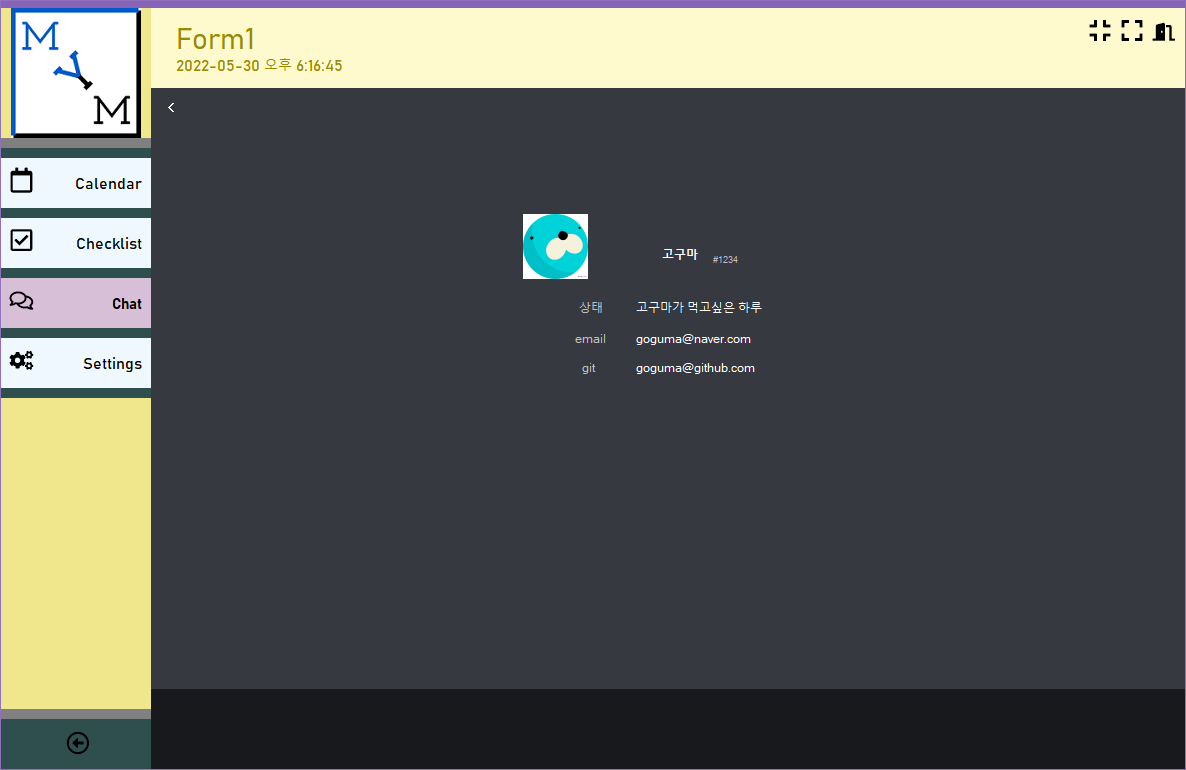 M
Y
M
Form1
2022-05-30 오후 6:16:45
Calendar
Checklist
Chat
Settings
고구마 #1234
상태 고구마가 먹고싶은 하루
email goguma@naver.com
git goguma@github.com